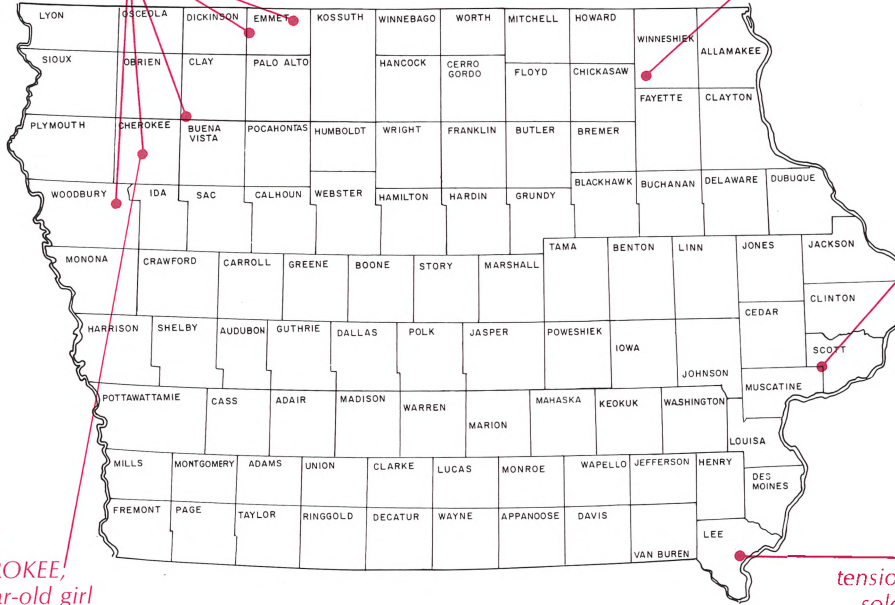 LYON OSCEOLA DICKINSON EMMET KOSSUTH WINNEBAGO WORTH MITCHELL HOWARD
WINNESHIEK
ALLAMAKEE
SIOUX OBRIEN CLAY PALO ALTO HANCOCK CERRO
GORDO
FLOYD CHICKASAW
FAYETTE CLAYTON
PLYMOUTH CHEROKEE BUENA
VISTA
POCAHONTAS HUMBOLDT WRIGHT FRANKLIN BUTLER BREMER
WOODBURY IDA SAC CALHOUN WEBSTER HAMILTON HARDIN GRUNDY BLACKHAWK BUCHANAN DELAWARE DUBUQUE
MONONA CRAWFORD CARROLL GREENE BOONE STORY MARSHALL TAMA BENTON LINN JONES JACKSON
CLINTON
CEDAR
HARRISON SHELBY AUDUBON GUTHRIE DALLAS POLK JASPER POWESHIEK
IOWA
JOHNSON
SCOTT
MUSCATINE
POTTAWATTAMIE CASS ADAIR MADISON WARREN
MARION
MAHASKA KEOKUK WASHINGTON
LOUISA
MILLS MONTGOMERY ADAMS UNION CLARKE LUCAS MONROE WAPELLO JEFFERSON HENRY
DES
MOINES
FREMONT PAGE TAYLOR RINGGOLD DECATUR WAYNE APPANOOSE DAVIS
VAN BUREN
LEE
OKEE,
ar-old girl
tensio
sol